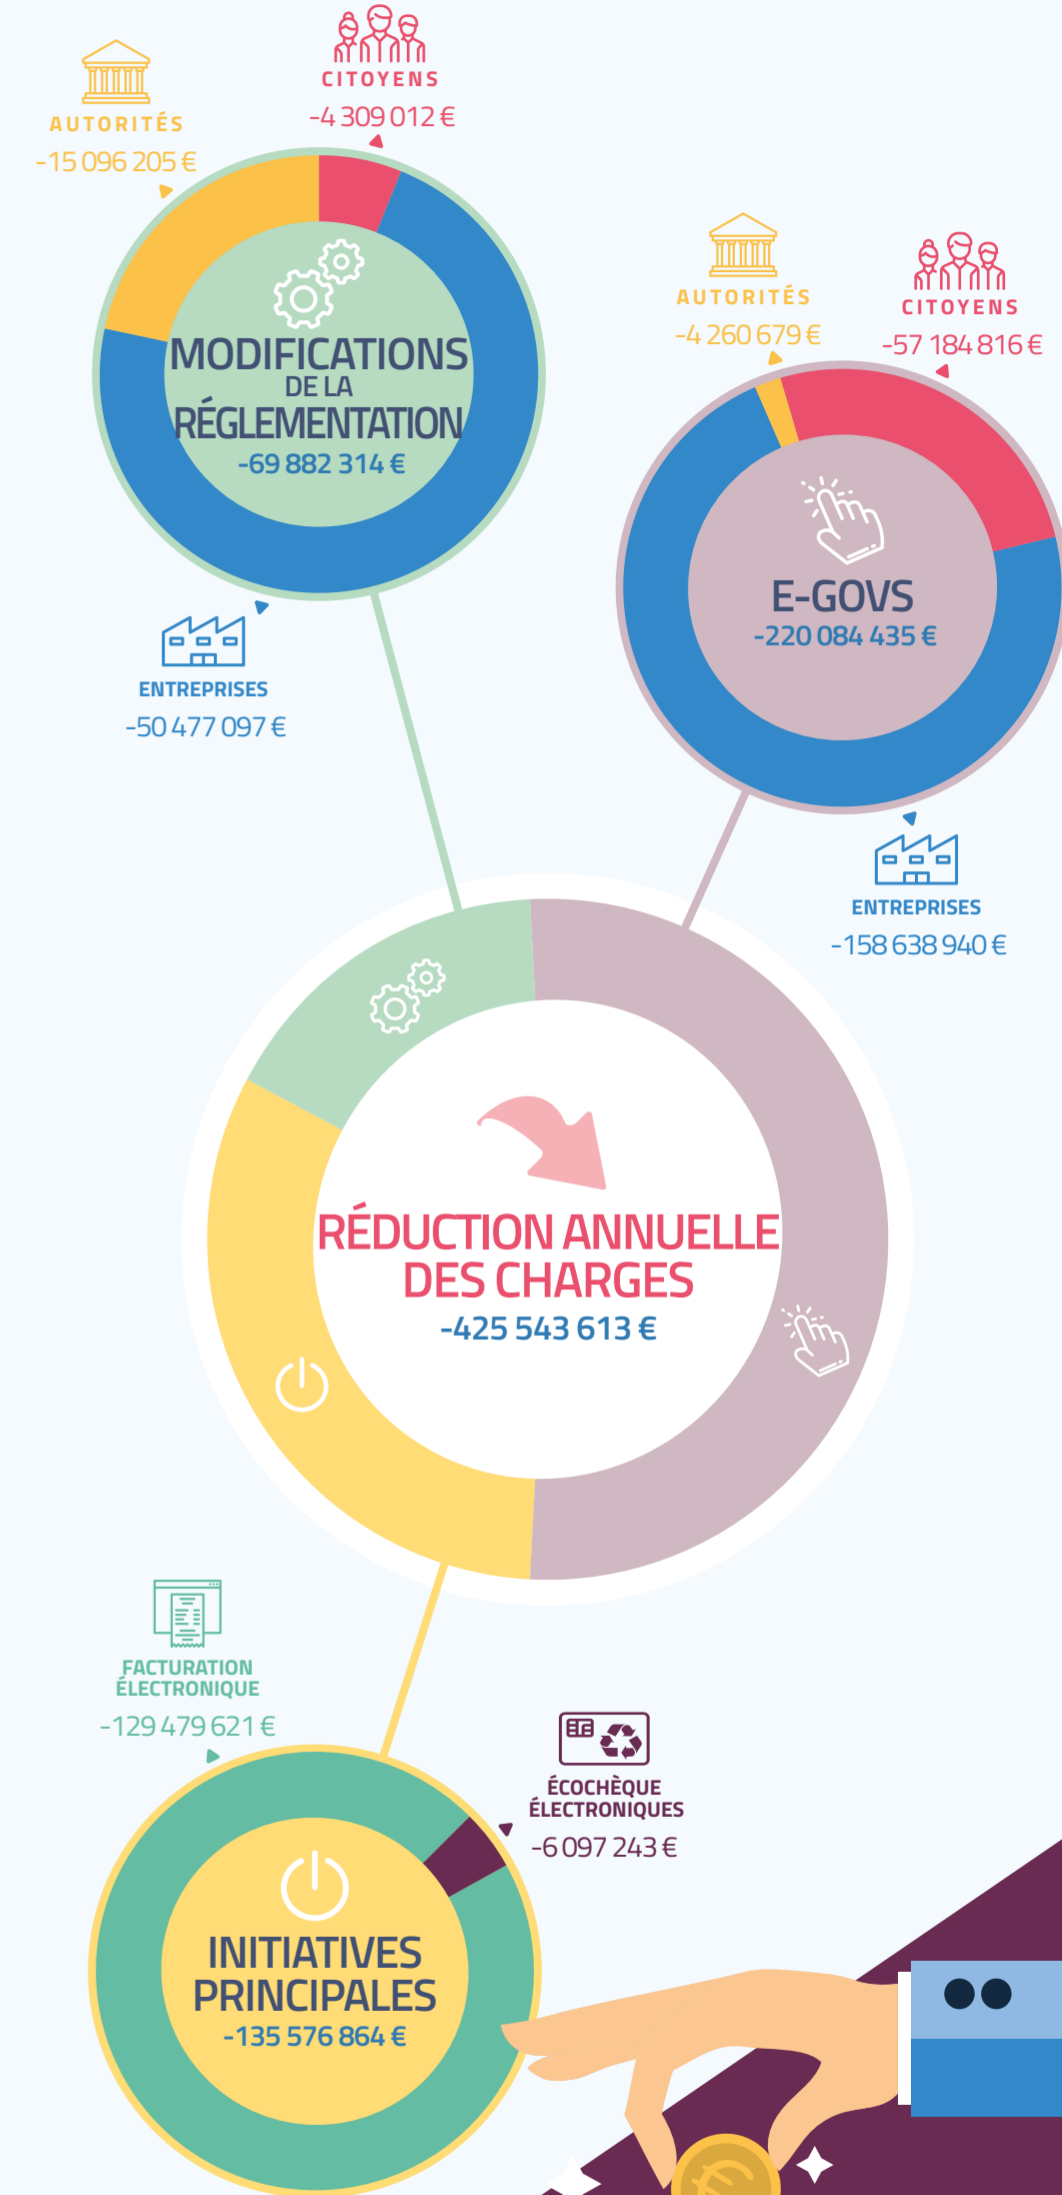 CITOYENS
-4 309 012 €
AUTORITÉS
-15 096 205 €
MODIFICATIONS
DE LA
RÉGLEMENTATION
-69 882 314 €
ENTREPRISES
-50 477 097 €
AUTORITÉS
-4 260 679 €
CITOYENS
-57 184 816 €
E-GOVS
-220 084 435 €
ENTREPRISES
-158 638 940 €
RÉDUCTION ANNUELLE
DES CHARGES
-425 543 613 €
FACTURATION
ÉLECTRONIQUE
-129 479 621 €
ÉCOCHÈQUE
ÉLECTRONIQUES
-6 097 243 €
INITIATIVES
PRINCIPALES
-135 576 864 €